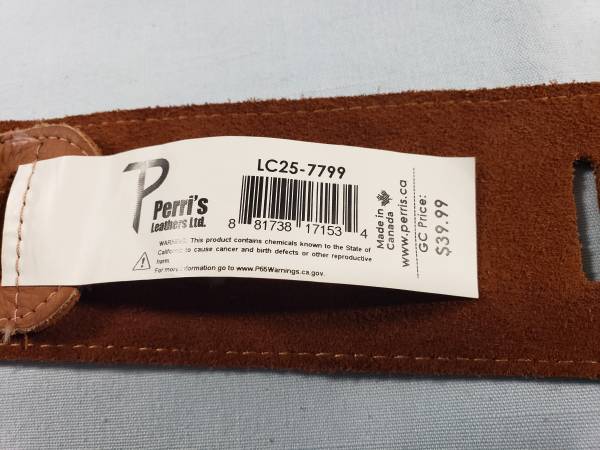 LC25-7799
Perri's
Leathers Ltd.
8 81738 17153 4
WARNING: This product contains chemicals known to the State of
California to cause cancer and birth defects or other reproductive
harm.
For more information go to www.P65Warnings.ca.gov.
Made in
Canada
www.perris.ca
GC Price:
$39.99